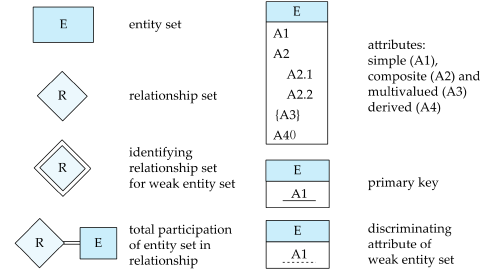 E
entity set
R
relationship set
R
identifying
relationship set
for weak entity set
R
E
total participation
of entity set in
relationship
E
A1
A2
A2.1
A2.2
{A3}
A4()
attributes:
simple (A1),
composite (A2) and
multivalued (A3)
derived (A4)
E
A1
primary key
E
A1
discriminating
attribute of
weak entity set